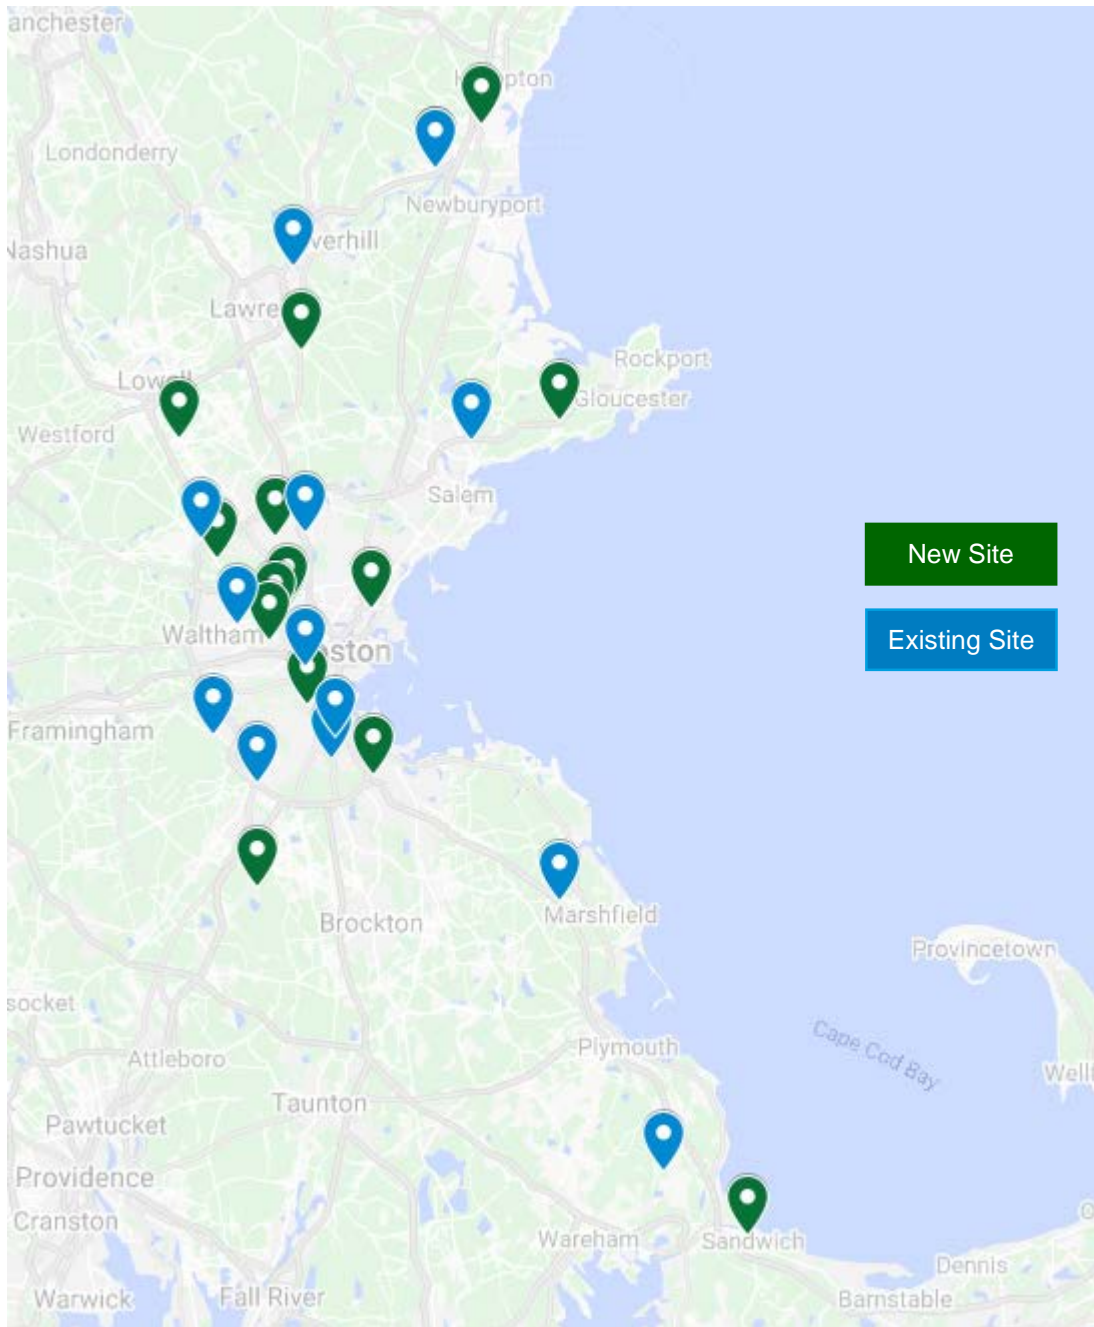 anchester
pton
Londonderry
Newburyport
verhill
Nashua
Lawre
Rockport
Lowell
Gloucester
Westford
Salem
New Site
Waltham
ston
Existing Site
Framingham
Marshfield
Brockton
Provincetown
socket
Cape Cod Bay
Plymouth
Attleboro
Wellf
Taunton
Pawtucket
Providence
Cranston
Wareham
Sandwich
Dennis
Warwick
Fall River
Barnstable